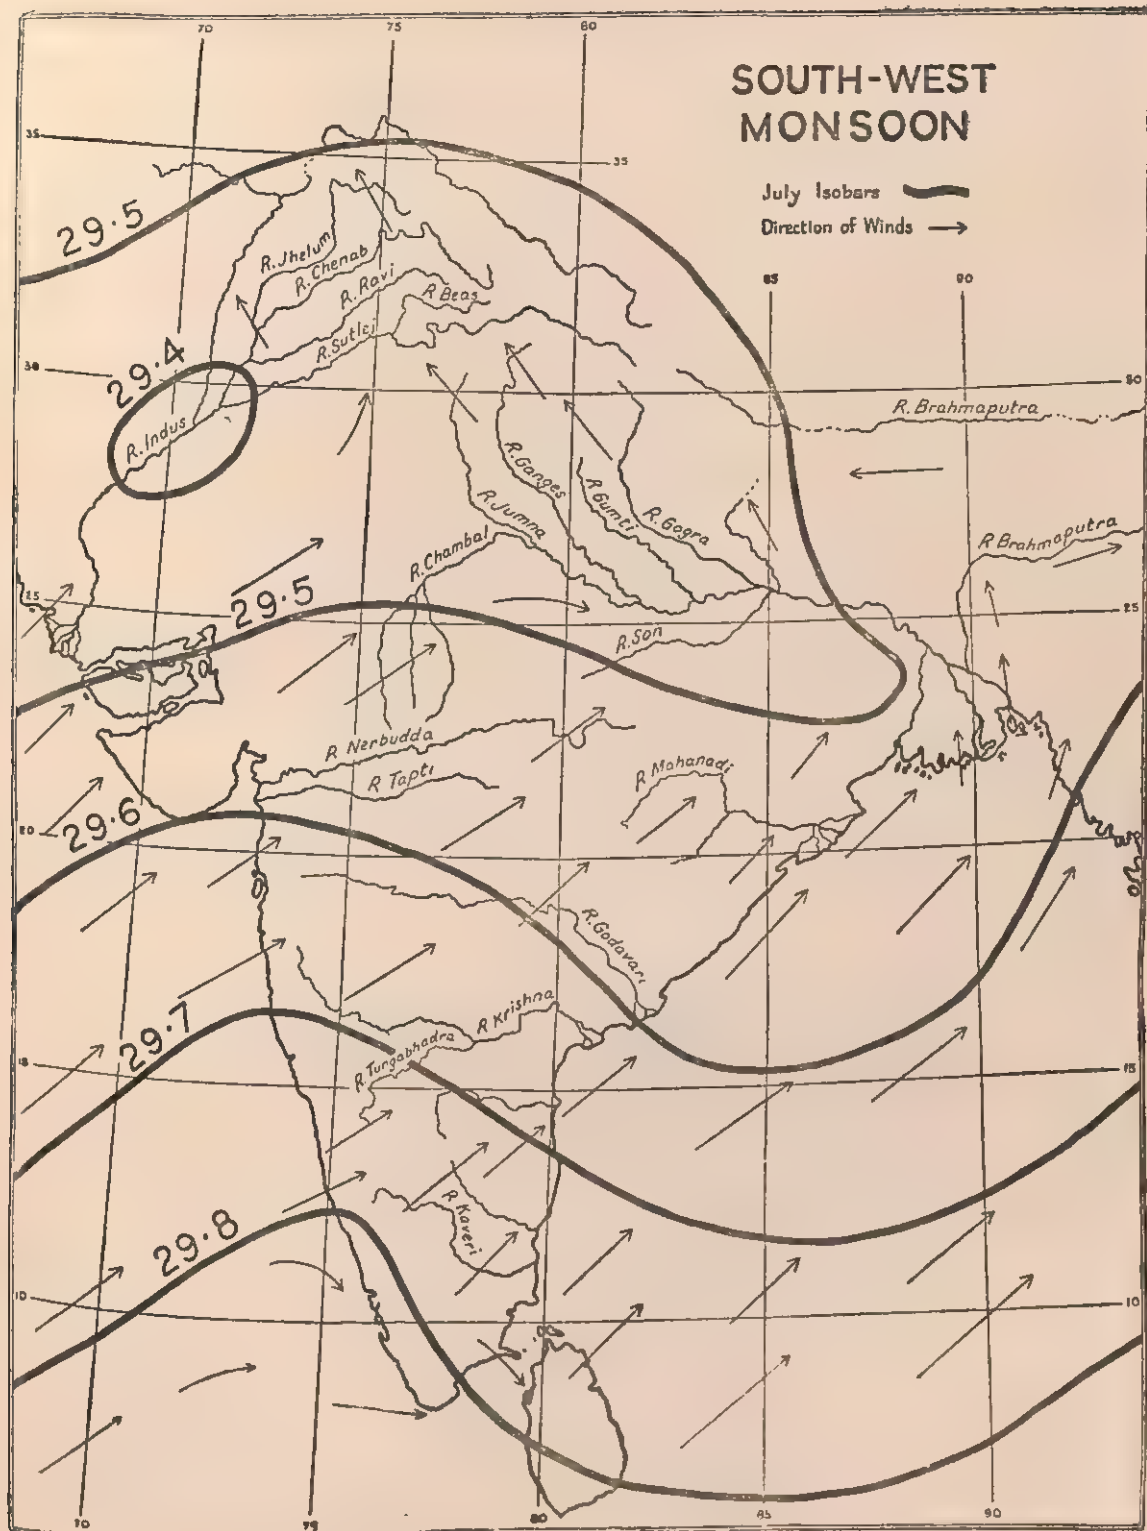 70 75 80
SOUTH-WEST
MONSOON
35
35
July Isobars
Direction of Winds
29·5
R. Jhelum
R. Chenab
R. Ravi
R Beas
R. Sutlej
85 90
29·4
30
30
R. Indus
R. Brahmaputra
R. Ganges
R Gumti
R. Gogra
R. Jumna
R. Chambal
R Brahmaputra
25
29·5
25
R. Son
R Nerbudda
R Tapti
R Mahanadi
20
29·6
R. Godavari
R Krishna
29·7
R. Tungabhadra
15
15
R Kaveri
29·8
10
10
70 75 80 85 90